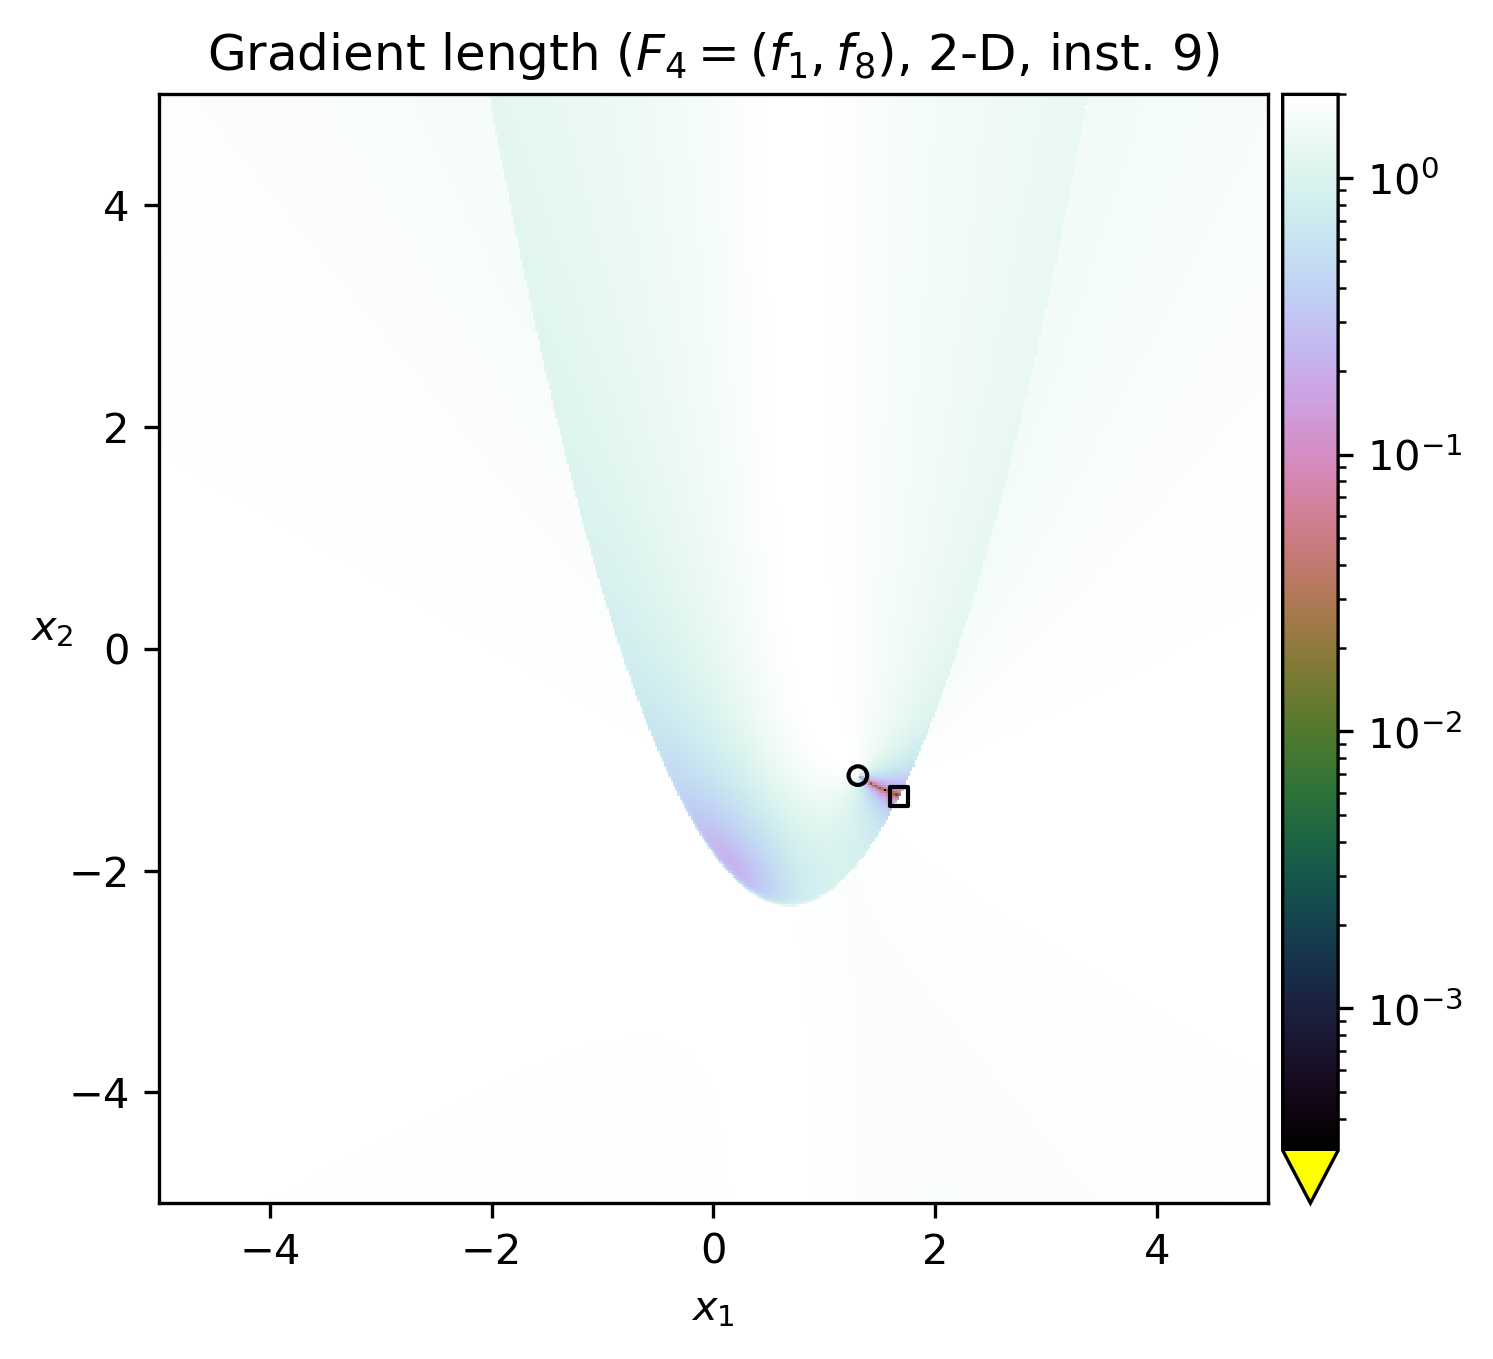 Gradient length (F₄ = (f₁, f₈), 2-D, inst. 9)
4
2
0
−2
−4
x₂
−4 −2 0 2 4
x₁
10⁰
10⁻¹
10⁻²
10⁻³